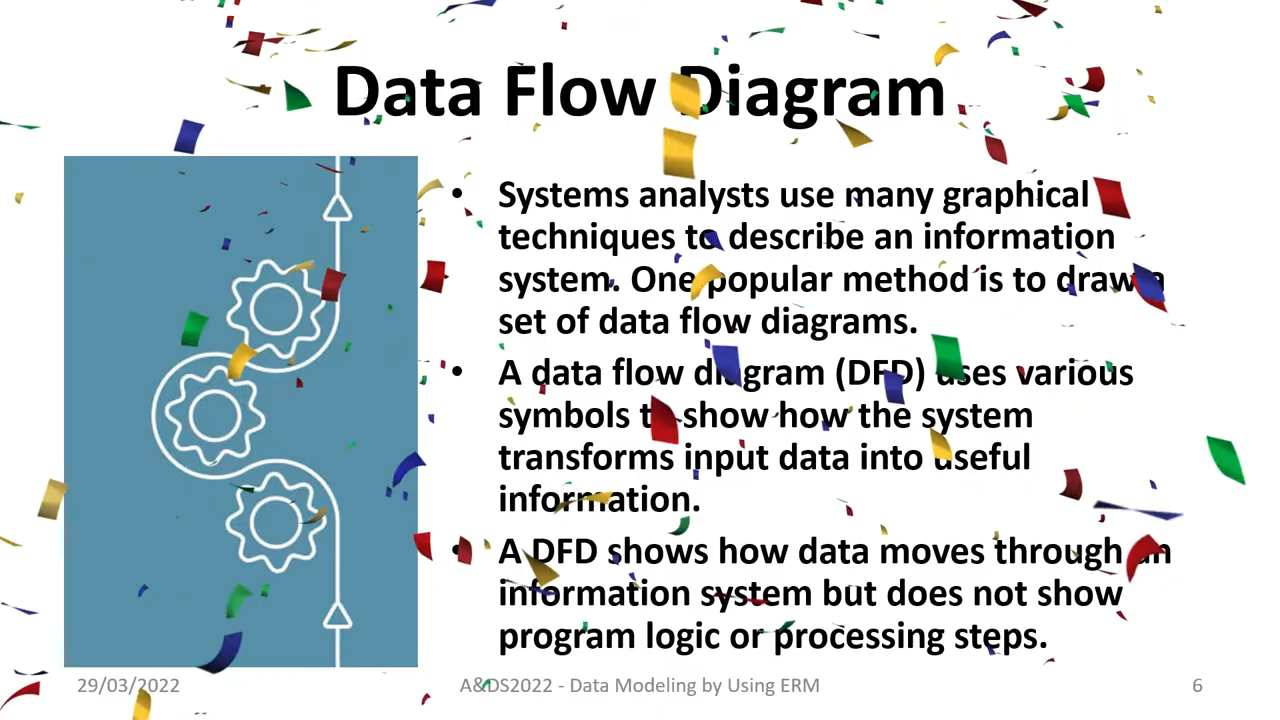 Data Flow Diagram
• Systems analysts use many graphical
techniques to describe an information
system. One popular method is to draw a
set of data flow diagrams.
• A data flow diagram (DFD) uses various
symbols to show how the system
transforms input data into useful
information.
• A DFD shows how data moves through an
information system but does not show
program logic or processing steps.
29/03/2022
A&DS2022 - Data Modeling by Using ERM
6